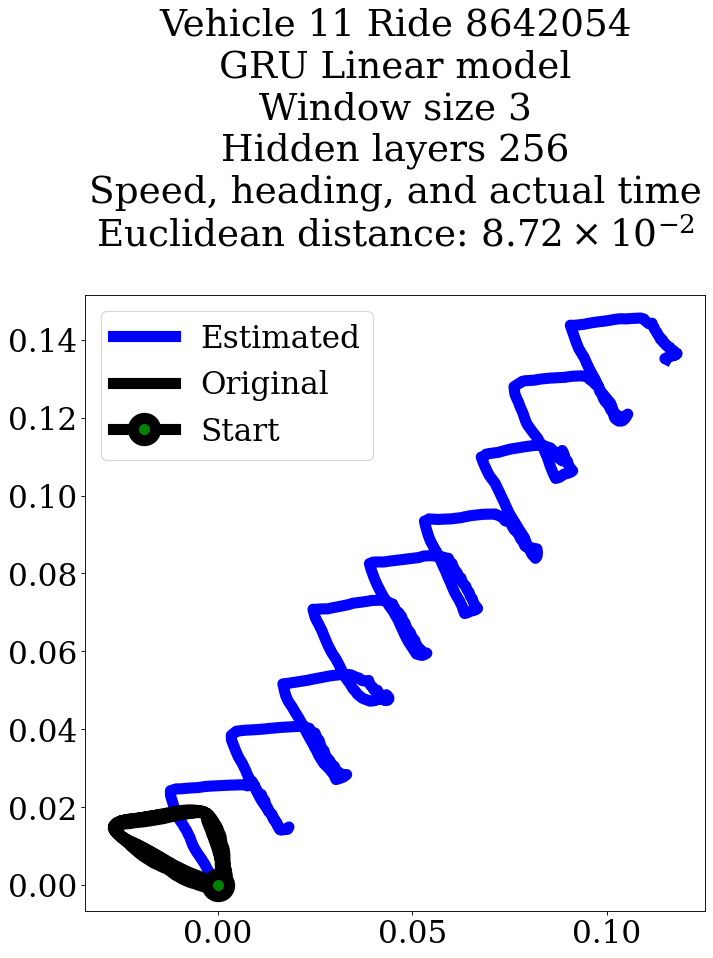 Vehicle 11 Ride 8642054
GRU Linear model
Window size 3
Hidden layers 256
Speed, heading, and actual time
Euclidean distance: 8.72 × 10⁻²
Estimated
Original
Start
0.14
0.12
0.10
0.08
0.06
0.04
0.02
0.00
0.00 0.05 0.10